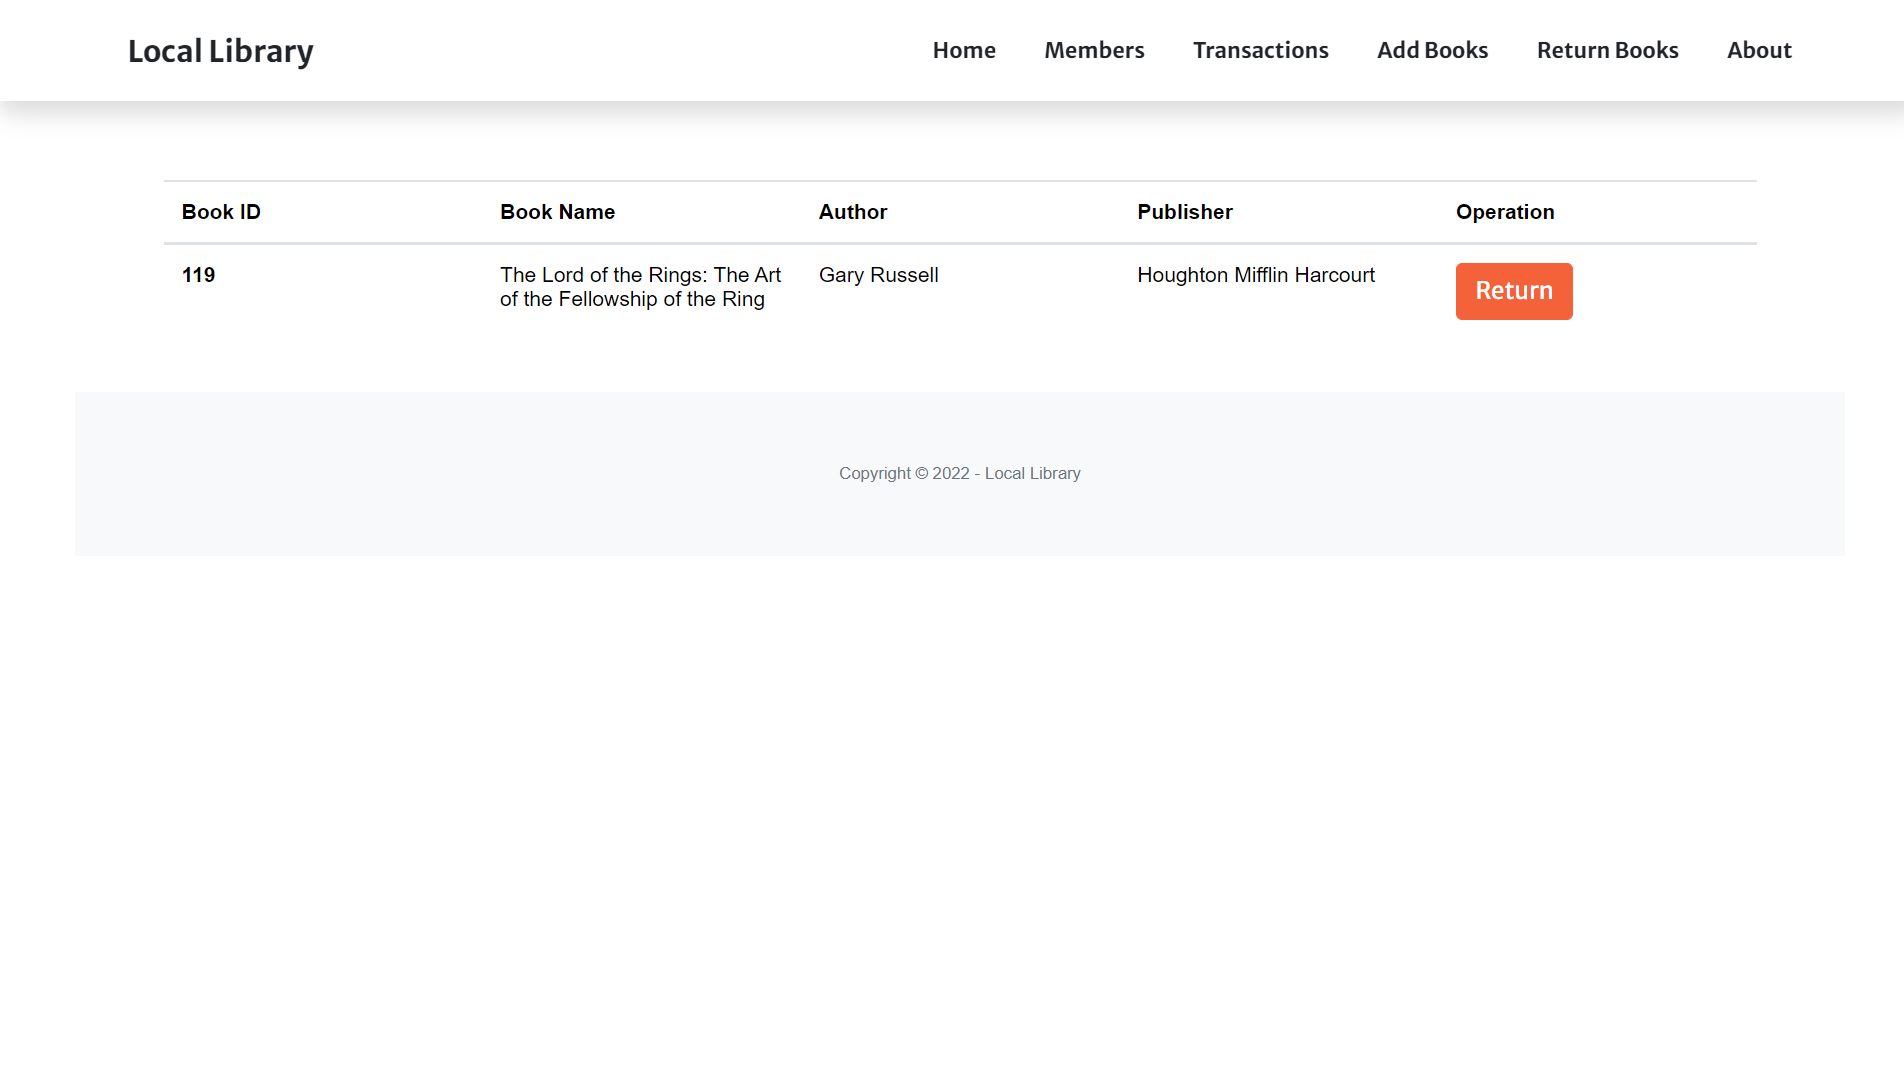 Local Library
Home Members Transactions Add Books Return Books About
Book ID Book Name Author Publisher Operation
119 The Lord of the Rings: The Art Gary Russell Houghton Mifflin Harcourt Return
of the Fellowship of the Ring
Copyright © 2022 - Local Library